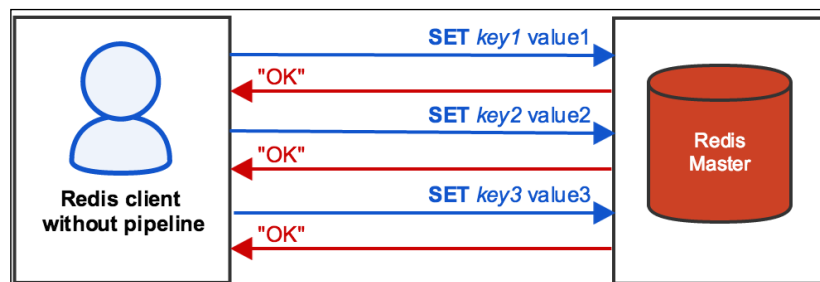 SET key1 value1
"OK"
SET key2 value2
"OK"
SET key3 value3
"OK"
Redis client
without pipeline
Redis
Master